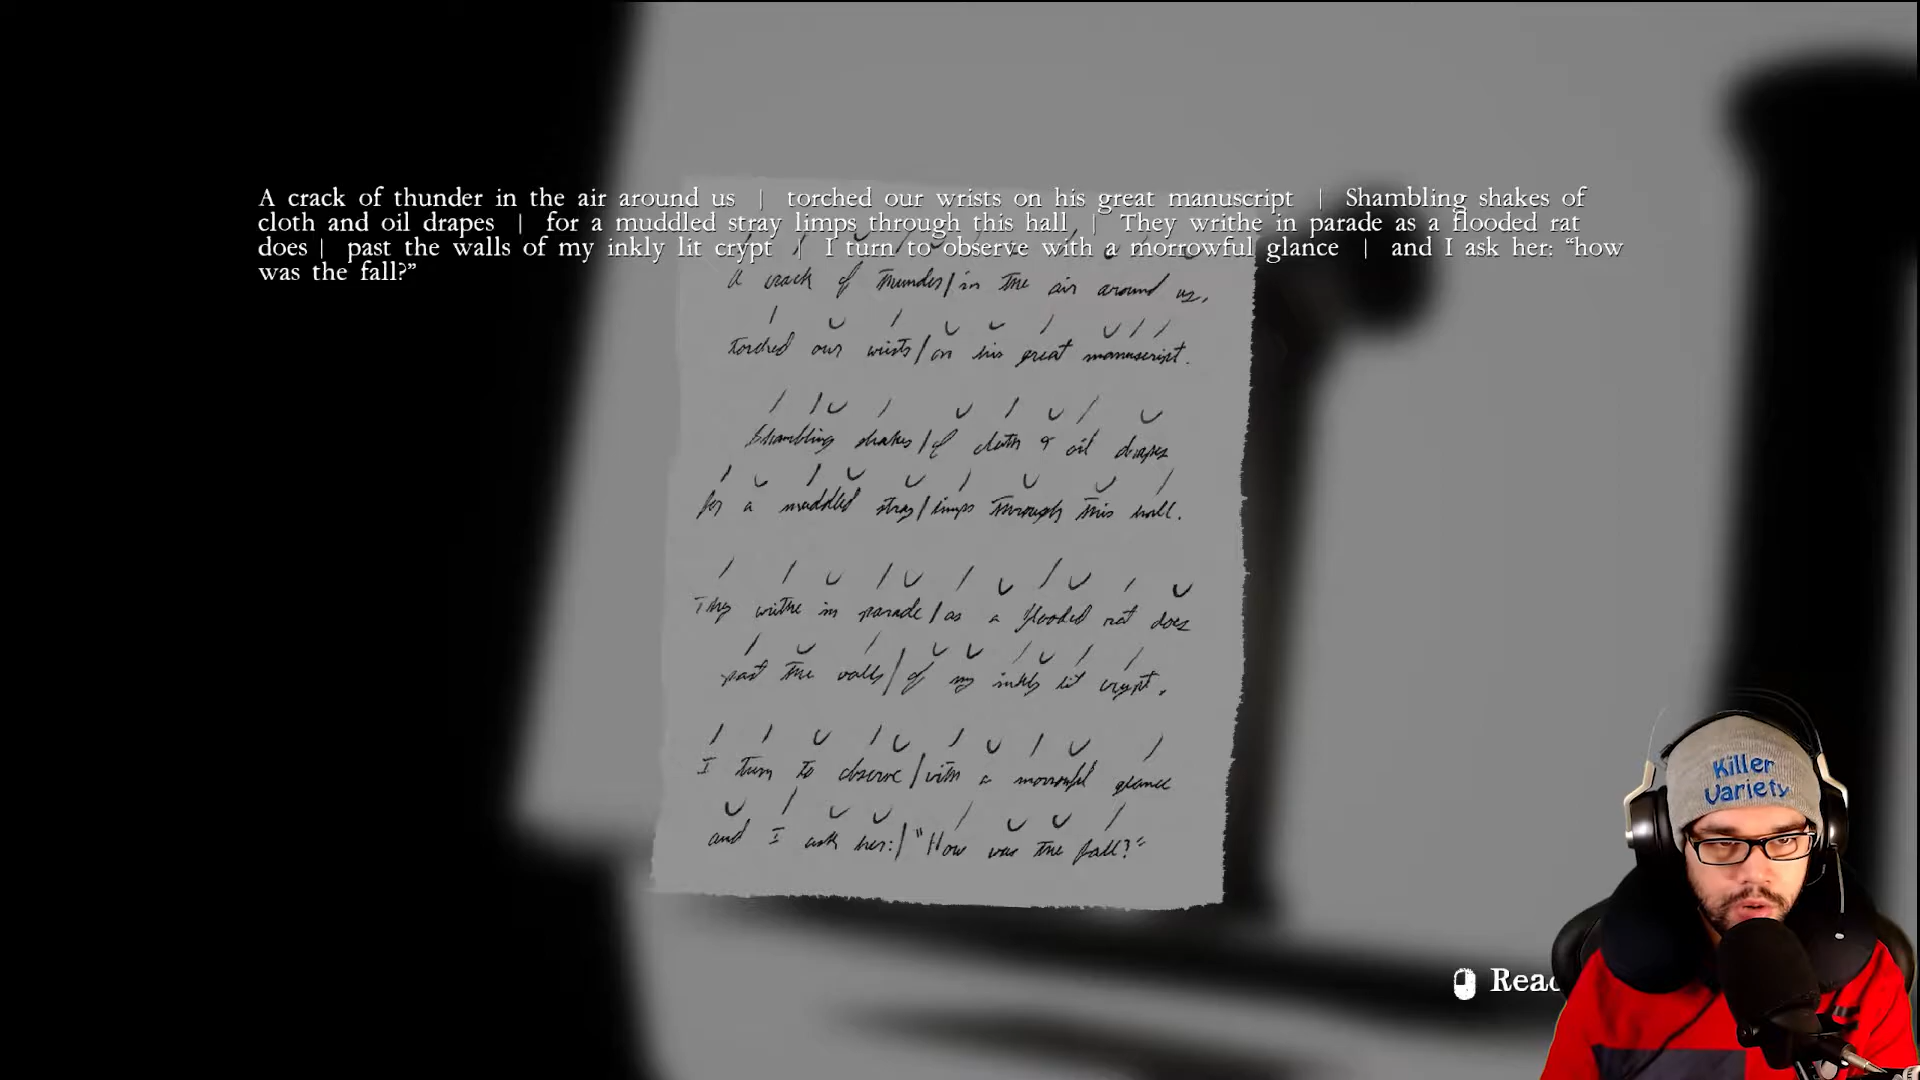 A crack of thunder in the air around us | torched our wrists on his great manuscript | Shambling shakes of
cloth and oil drapes | for a muddled stray limps through this hall | They writhe in parade as a flooded rat
does | past the walls of my inkly lit crypt | I turn to observe with a morrowful glance | and I ask her: “how
was the fall?”
A crack of thunder/in the air around us,
torched our wrists/on his great manuscript.
Shambling shakes/of cloth & oil drapes
for a muddled stray/limps through this hall.
They writhe in parade/as a flooded rat does
past the walls/of my inkly lit crypt.
I turn to observe/with a morrowful glance
and I ask her:/"How was the fall?"
Killer
Variety
Read